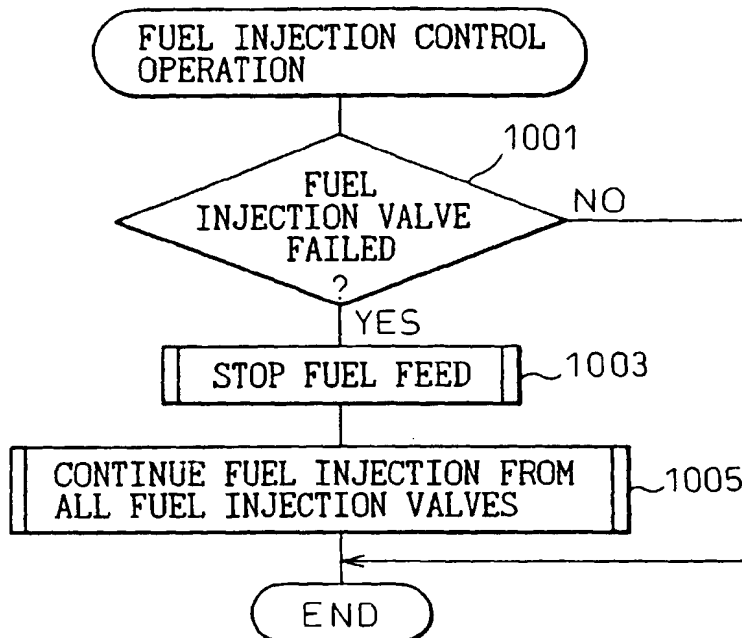 FUEL INJECTION CONTROL
OPERATION
1001
FUEL
INJECTION VALVE
FAILED
?
NO
YES
STOP FUEL FEED
1003
CONTINUE FUEL INJECTION FROM
ALL FUEL INJECTION VALVES
1005
END